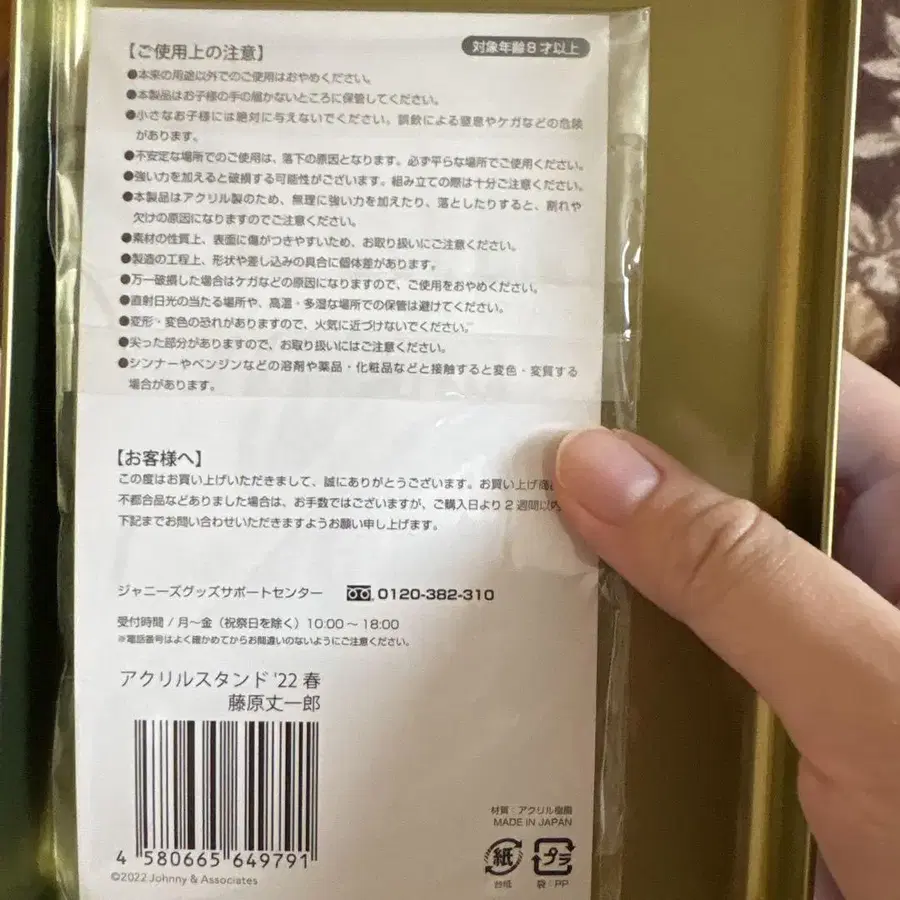 【ご使用上の注意】
対象年齢8才以上
●本来の用途以外でのご使用はおやめください。
●本製品はお子様の手の届かないところに保管してください。
●小さなお子様には絶対に与えないでください。誤飲による窒息やケガなどの危険
があります。
●不安定な場所でのご使用は、落下の原因となります。必ず平らな場所でご使用ください。
●強い力を加えると破損する可能性がございます。組み立ての際は十分ご注意ください。
●本製品はアクリル製のため、無理に強い力を加えたり、落としたりすると、割れや
欠けの原因になりますのでご注意ください。
●素材の性質上、表面に傷がつきやすいため、お取り扱いにご注意ください。
●製造の工程上、形状や差し込みの具合に個体差があります。
●万一破損した場合はケガなどの原因になりますので、ご使用をおやめください。
●直射日光の当たる場所や、高温・多湿な場所での保管は避けてください。
●変形・変色の恐れがありますので、火気に近づけないでください。
●尖った部分がありますので、お取り扱いにはご注意ください。
●シンナーやベンジンなどの溶剤や薬品・化粧品などと接触すると変色・変質する
場合があります。
【お客様へ】
この度はお買い上げいただきまして、誠にありがとうございます。お買い上げ商
不都合品などありました場合は、お手数ではございますが、ご購入日より2週間以内
下記までお問い合わせいただきますようお願い申し上げます。
ジャニーズグッズサポートセンター 0120-382-310
受付時間/月~金(祝祭日を除く)10:00~18:00
※電話番号はよく確かめてからお間違いのないようにご注意ください。
アクリルスタンド '22 春
藤原丈一郎
4 580665 649791
©2022 Johnny & Associates
材質:アクリル樹脂
MADE IN JAPAN
紙 プラ
台紙 袋:PP